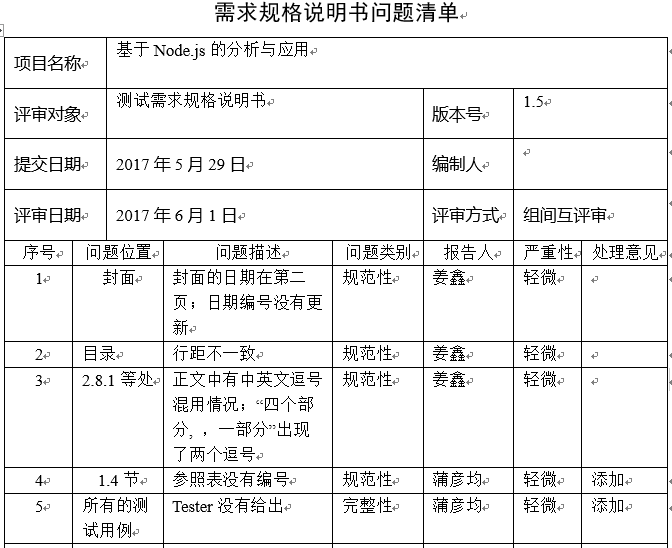 需求规格说明书问题清单
项目名称 基于 Node.js 的分析与应用
评审对象 测试需求规格说明书 版本号 1.5
提交日期 2017 年 5 月 29 日 编制人
评审日期 2017 年 6 月 1 日 评审方式 组间互评审
序号 问题位置 问题描述 问题类别 报告人 严重性 处理意见
1 封面 封面的日期在第二 规范性 姜鑫 轻微
页；日期编号没有更
新
2 目录 行距不一致 规范性 姜鑫 轻微
3 2.8.1 等处 正文中有中英文逗号 规范性 姜鑫 轻微
混用情况；“四个部
分, ，一部分”出现
了两个逗号
4 1.4 节 参照表没有编号 规范性 蒲彦均 轻微 添加
5 所有的测 Tester 没有给出 完整性 蒲彦均 轻微 添加
试用例